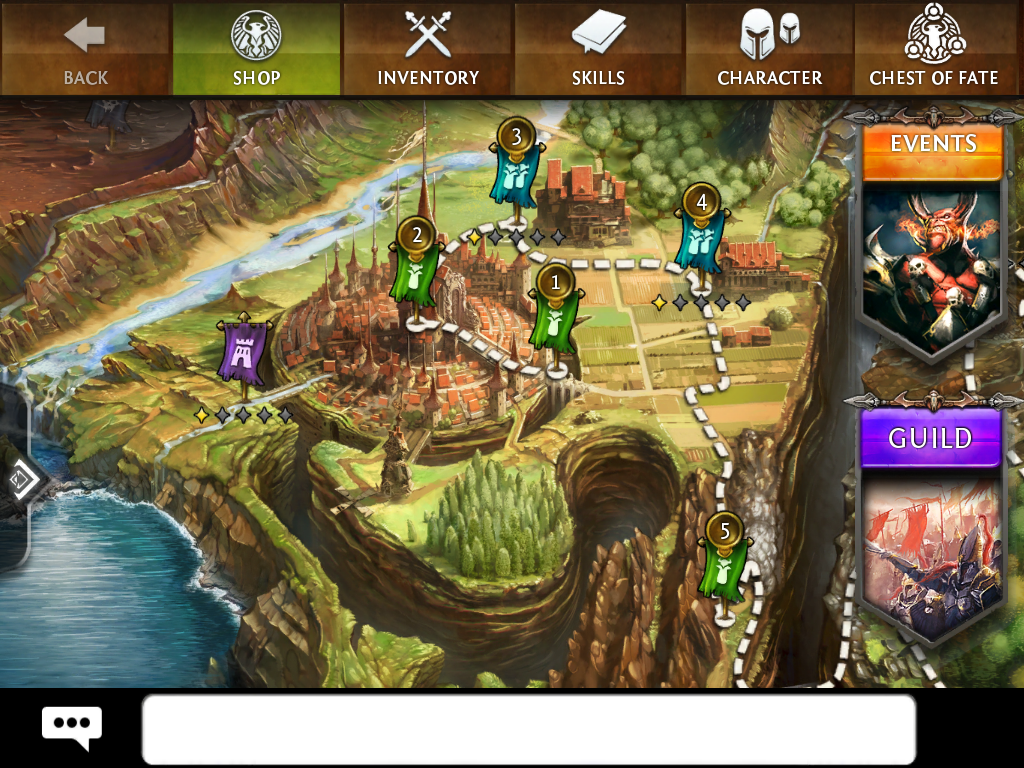 BACK
SHOP
INVENTORY
SKILLS
CHARACTER
CHEST OF FATE
EVENTS
3
4
2
1
GUILD
5